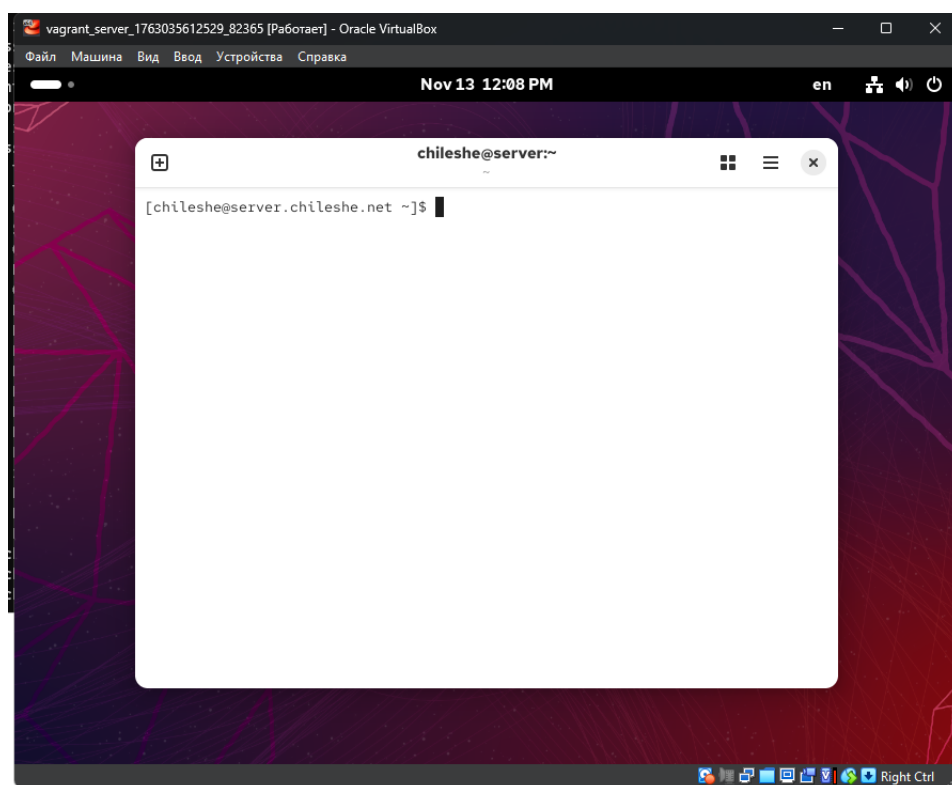 vagrant_server_1763035612529_82365 [Работает] - Oracle VirtualBox
Файл Машина Вид Ввод Устройства Справка
Nov 13 12:08 PM en
chileshe@server:~
~
[chileshe@server.chileshe.net ~]$
Right Ctrl